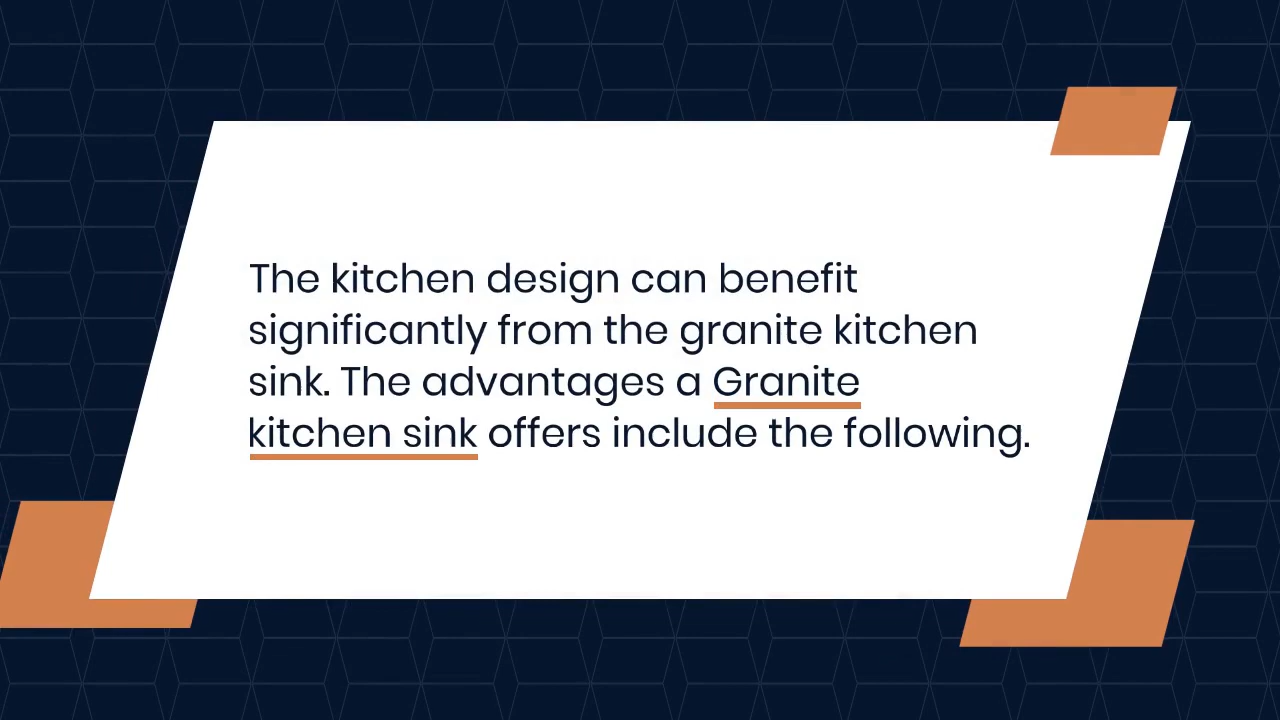 The kitchen design can benefit
significantly from the granite kitchen
sink. The advantages a Granite
kitchen sink offers include the following.